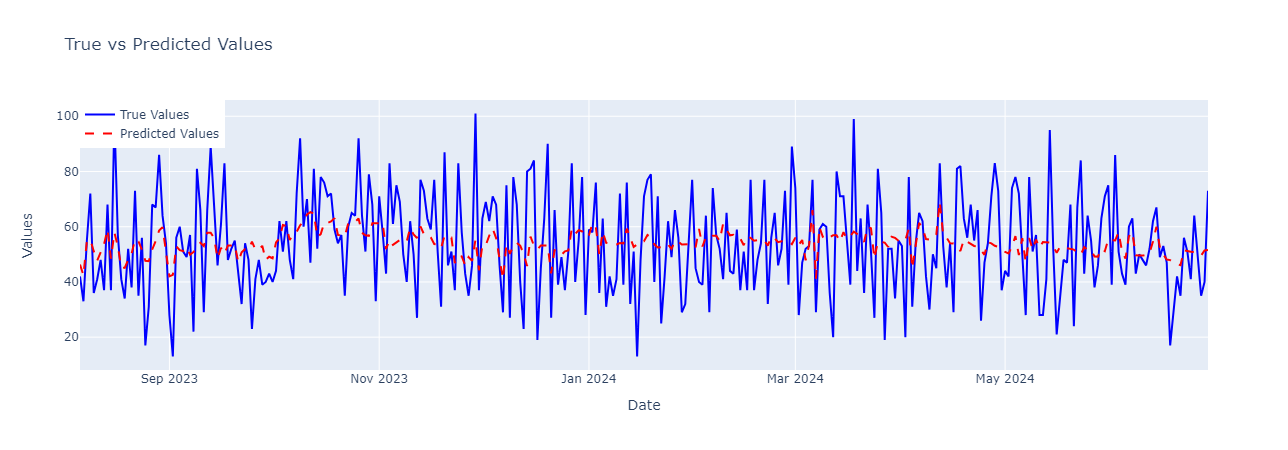 True vs Predicted Values
True Values
Predicted Values
100
80
60
40
20
Values
Sep 2023
Nov 2023
Jan 2024
Mar 2024
May 2024
Date